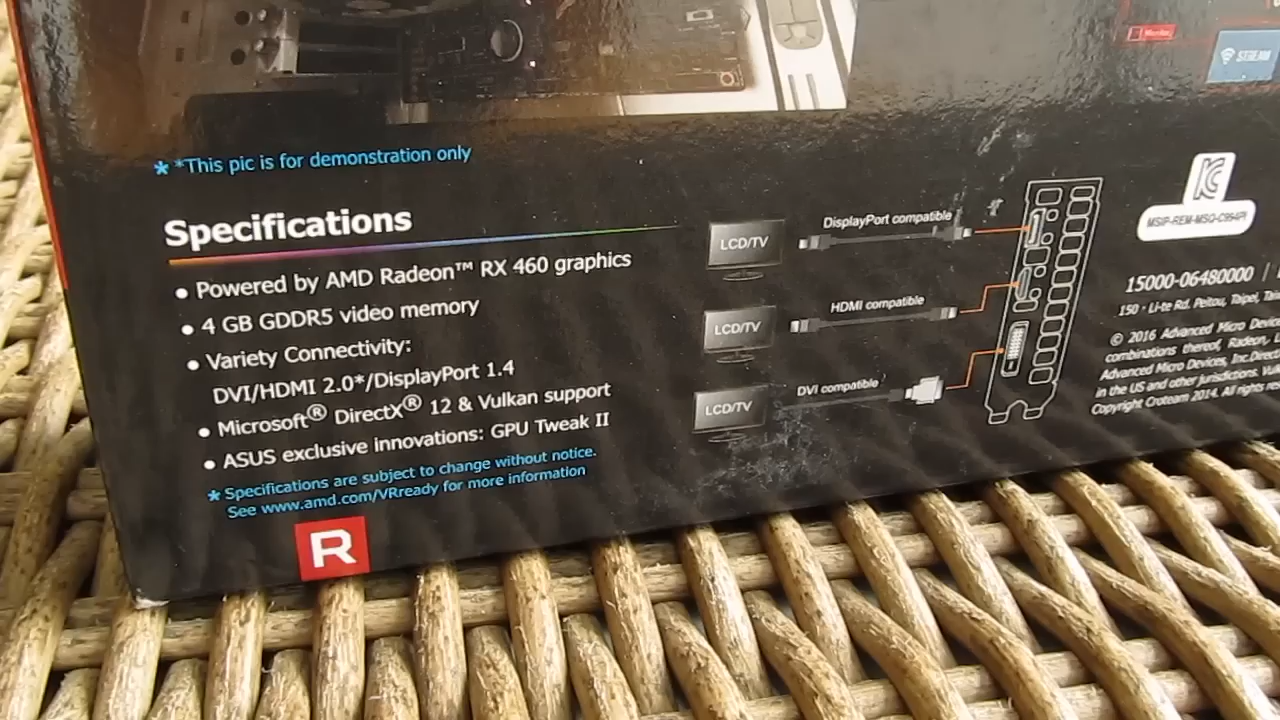 STREAM
* *This pic is for demonstration only
Specifications
• Powered by AMD Radeon™ RX 460 graphics
• 4 GB GDDR5 video memory
• Variety Connectivity:
DVI/HDMI 2.0*/DisplayPort 1.4
• Microsoft® DirectX® 12 & Vulkan support
• ASUS exclusive innovations: GPU Tweak II
* Specifications are subject to change without notice.
See www.amd.com/VRready for more information
R
LCD/TV
DisplayPort compatible
LCD/TV
HDMI compatible
LCD/TV
DVI compatible
MSIP-REM-MSQ-C994PI
15000-06480000 |
150, Li-te Rd. Peitou, Taipei,
© 2016 Advanced Micro
combinations thereof, Radeon,
Advanced Micro Devices, Inc.
in the US and other jurisdictions.
Copyright Croteam 2014. All rights